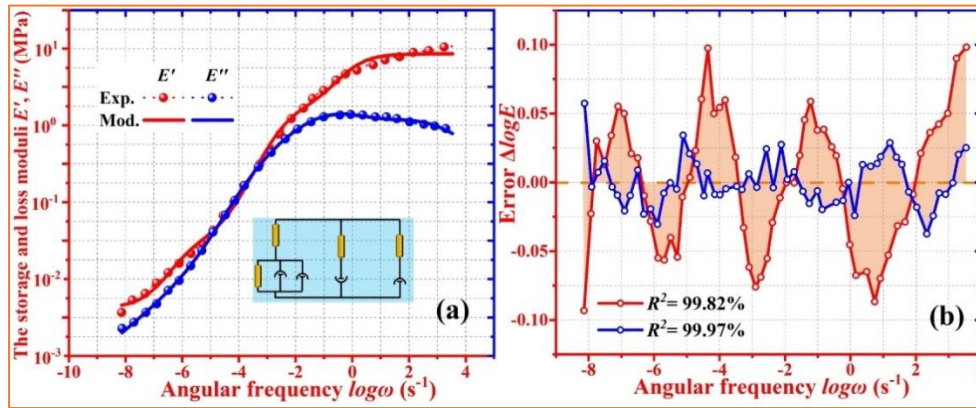 The storage and loss moduli E′, E″ (MPa)
10¹
10⁰
10⁻¹
10⁻²
10⁻³
E′ E″
Exp.
Mod.
(a)
-10 -8 -6 -4 -2 0 2 4
Angular frequency logω (s⁻¹)
Error ΔlogE
0.10
0.05
0.00
-0.05
-0.10
R²= 99.82%
R²= 99.97%
(b)
-8 -6 -4 -2 0 2 4
Angular frequency logω (s⁻¹)